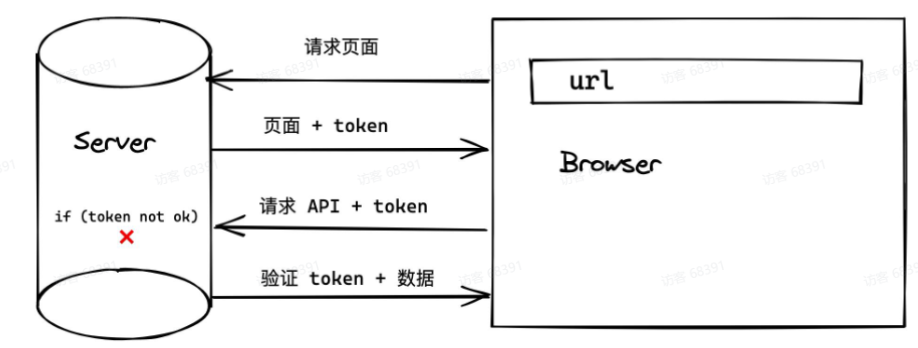 请求页面
url
页面 + token
Server
Browser
请求 API + token
if (token not ok)
验证 token + 数据
访客 68391